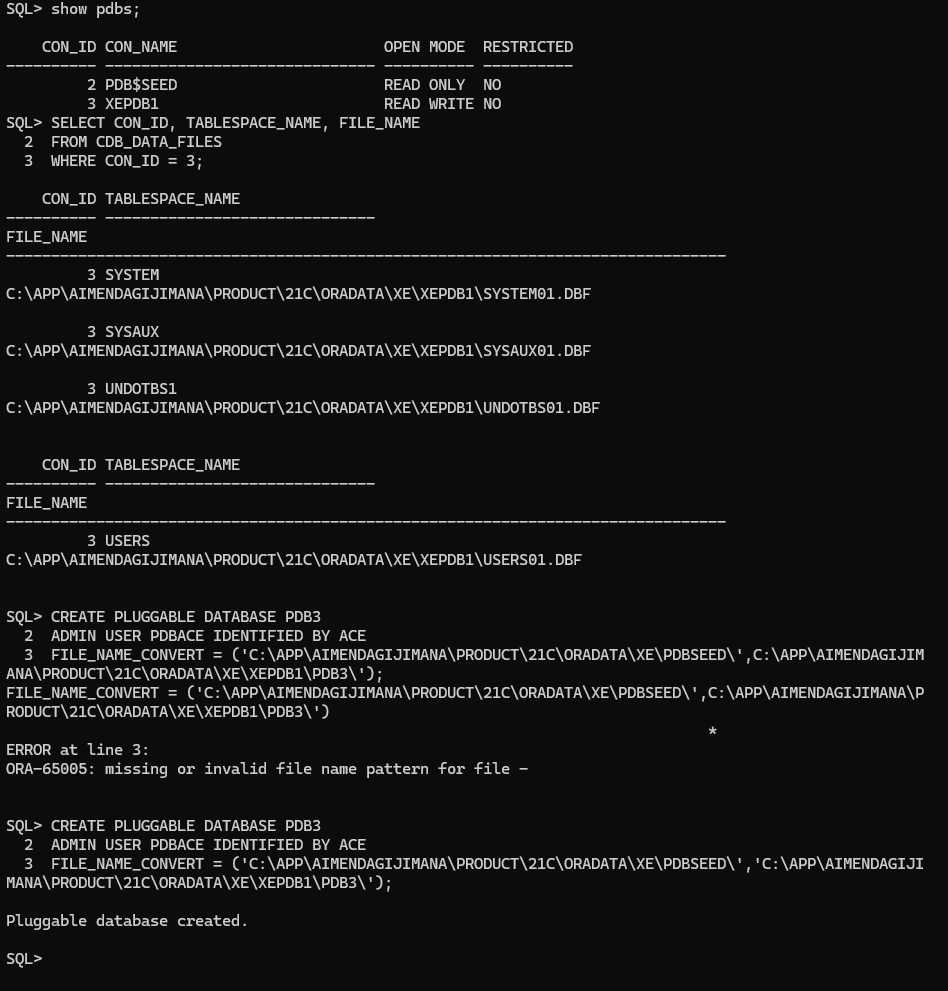 SQL> show pdbs;
    CON_ID CON_NAME                       OPEN MODE  RESTRICTED
---------- ------------------------------ ---------- ----------
         2 PDB$SEED                       READ ONLY  NO
         3 XEPDB1                         READ WRITE NO
SQL> SELECT CON_ID, TABLESPACE_NAME, FILE_NAME
  2  FROM CDB_DATA_FILES
  3  WHERE CON_ID = 3;
    CON_ID TABLESPACE_NAME
---------- ------------------------------
FILE_NAME
--------------------------------------------------------------------------------
         3 SYSTEM
C:\APP\AIMENDAGIJIMANA\PRODUCT\21C\ORADATA\XE\XEPDB1\SYSTEM01.DBF
         3 SYSAUX
C:\APP\AIMENDAGIJIMANA\PRODUCT\21C\ORADATA\XE\XEPDB1\SYSAUX01.DBF
         3 UNDOTBS1
C:\APP\AIMENDAGIJIMANA\PRODUCT\21C\ORADATA\XE\XEPDB1\UNDOTBS01.DBF
    CON_ID TABLESPACE_NAME
---------- ------------------------------
FILE_NAME
--------------------------------------------------------------------------------
         3 USERS
C:\APP\AIMENDAGIJIMANA\PRODUCT\21C\ORADATA\XE\XEPDB1\USERS01.DBF
SQL> CREATE PLUGGABLE DATABASE PDB3
  2  ADMIN USER PDBACE IDENTIFIED BY ACE
  3  FILE_NAME_CONVERT = ('C:\APP\AIMENDAGIJIMANA\PRODUCT\21C\ORADATA\XE\PDBSEED\',C:\APP\AIMENDAGIJIM
ANA\PRODUCT\21C\ORADATA\XE\XEPDB1\PDB3\');
FILE_NAME_CONVERT = ('C:\APP\AIMENDAGIJIMANA\PRODUCT\21C\ORADATA\XE\PDBSEED\',C:\APP\AIMENDAGIJIMANA\P
RODUCT\21C\ORADATA\XE\XEPDB1\PDB3\')
                                                                              *
ERROR at line 3:
ORA-65005: missing or invalid file name pattern for file -
SQL> CREATE PLUGGABLE DATABASE PDB3
  2  ADMIN USER PDBACE IDENTIFIED BY ACE
  3  FILE_NAME_CONVERT = ('C:\APP\AIMENDAGIJIMANA\PRODUCT\21C\ORADATA\XE\PDBSEED\','C:\APP\AIMENDAGIJI
MANA\PRODUCT\21C\ORADATA\XE\XEPDB1\PDB3\');
Pluggable database created.
SQL>